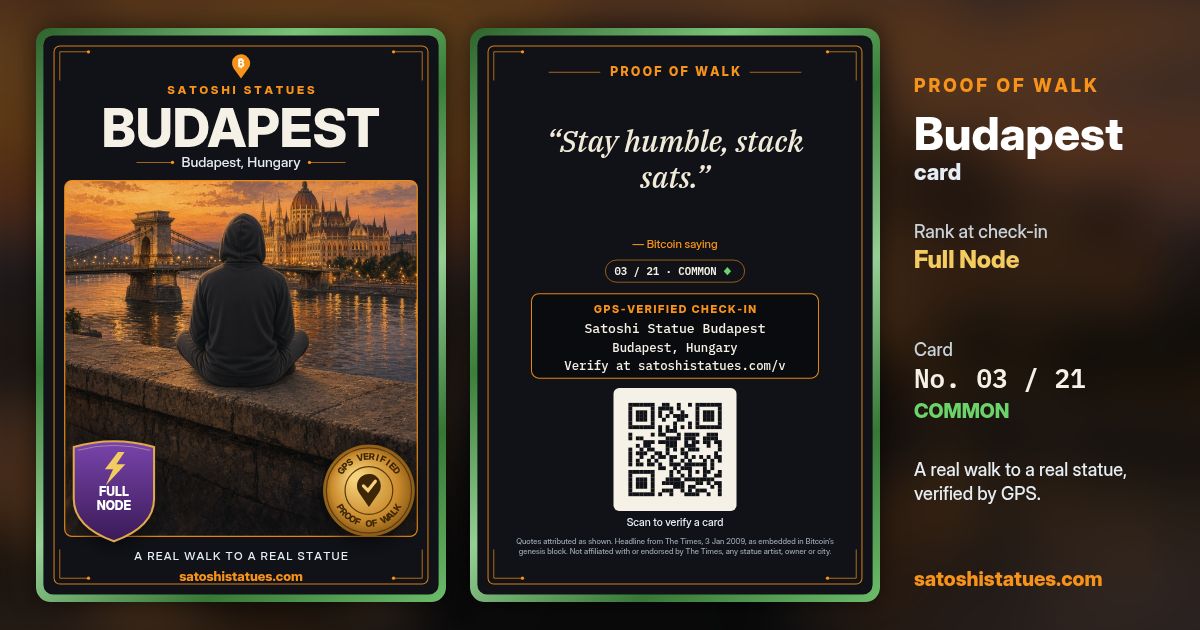 SATOSHI STATUES
BUDAPEST
Budapest, Hungary
FULL
NODE
GPS VERIFIED
PROOF OF WALK
A REAL WALK TO A REAL STATUE
satoshistatues.com
PROOF OF WALK
“Stay humble, stack
sats.”
— Bitcoin saying
03 / 21 · COMMON
GPS-VERIFIED CHECK-IN
Satoshi Statue Budapest
Budapest, Hungary
Verify at satoshistatues.com/v
Scan to verify a card
Quotes attributed as shown. Headline from The Times, 3 Jan 2009, as embedded in Bitcoin's
genesis block. Not affiliated with or endorsed by The Times, any statue artist, owner or city.
PROOF OF WALK
Budapest
card
Rank at check-in
Full Node
Card
No. 03 / 21
COMMON
A real walk to a real statue,
verified by GPS.
satoshistatues.com